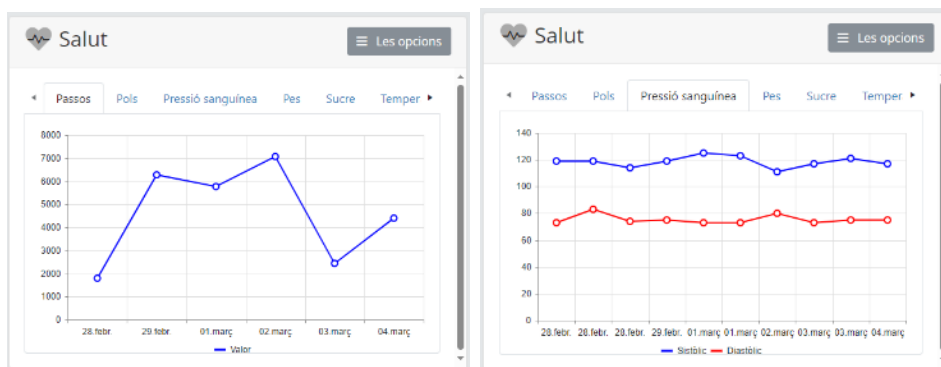 Salut
Les opciones
Passos Pols Pressió sanguínea Pes Sucre Temper
8000
7000
6000
5000
4000
3000
2000
1000
0
28.febr. 29.febr. 01.març 02.març 03.març 04.març
Valor
Salut
Les opcions
Passos Pols Pressió sanguínea Pes Sucre Temper
140
120
100
80
60
40
20
0
28.febr. 28.febr. 28.febr. 29.febr. 01.març 01.març 02.març 03.març 03.març 04.març
Sistòlic Diastòlic